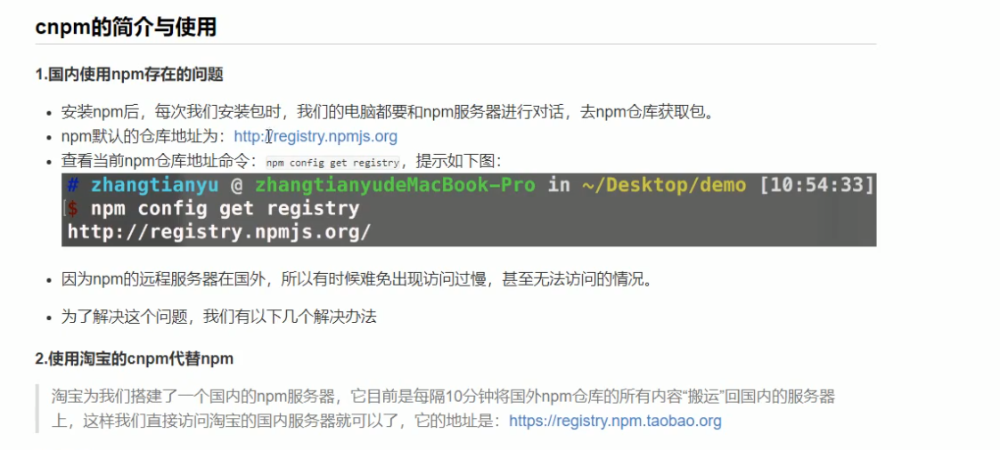 cnpm的简介与使用
1.国内使用npm存在的问题
安装npm后，每次我们安装包时，我们的电脑都要和npm服务器进行对话，去npm仓库获取包。
npm默认的仓库地址为：http://registry.npmjs.org
查看当前npm仓库地址命令：npm config get registry，提示如下图：
# zhangtianyu @ zhangtianyudeMacBook-Pro in ~/Desktop/demo [10:54:33]
$ npm config get registry
http://registry.npmjs.org/
因为npm的远程服务器在国外，所以有时候难免出现访问过慢，甚至无法访问的情况。
为了解决这个问题，我们有以下几个解决办法
2.使用淘宝的cnpm代替npm
淘宝为我们搭建了一个国内的npm服务器，它目前是每隔10分钟将国外npm仓库的所有内容“搬运”回国内的服务器
上，这样我们直接访问淘宝的国内服务器就可以了，它的地址是：https://registry.npm.taobao.org